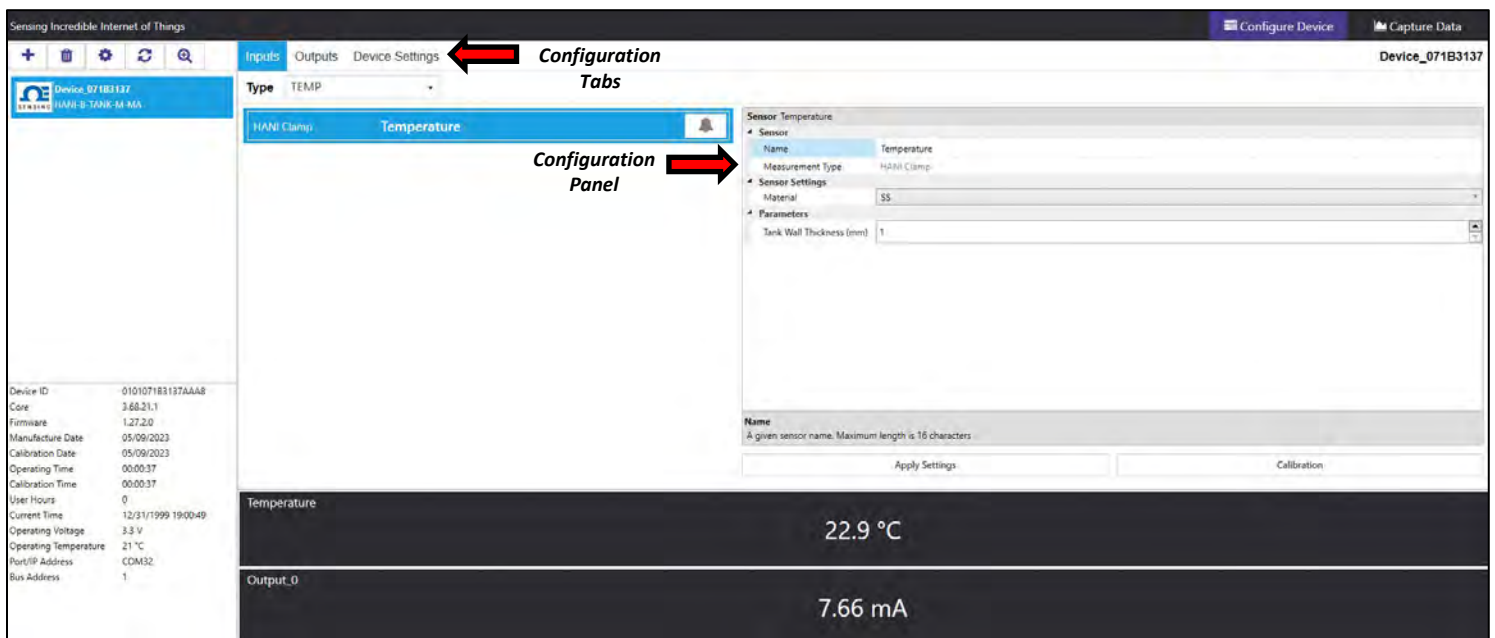 Sensing Incredible Internet of Things
Configure Device
Capture Data
Inputs Outputs Device Settings
Configuration
Tabs
Device_071B3137
Device_071B3137
HANI-B-TANK-M-MA
SENSING
Type TEMP
HANI Clamp Temperature
Configuration
Panel
Sensor Temperature
Sensor
Name Temperature
Measurement Type HANI Clamp
Sensor Settings
Material SS
Parameters
Tank Wall Thickness (mm) 1
Name
A given sensor name. Maximum length is 16 characters
Apply Settings Calibration
Device ID 0101071B3137AAA8
Core 3.68.21.1
Firmware 1.27.2.0
Manufacture Date 05/09/2023
Calibration Date 05/09/2023
Operating Time 00:00:37
Calibration Time 00:00:37
User Hours 0
Current Time 12/31/1999 19:00:49
Operating Voltage 3.3 V
Operating Temperature 21 °C
Port/IP Address COM32
Bus Address 1
Temperature
22.9 °C
Output_0
7.66 mA